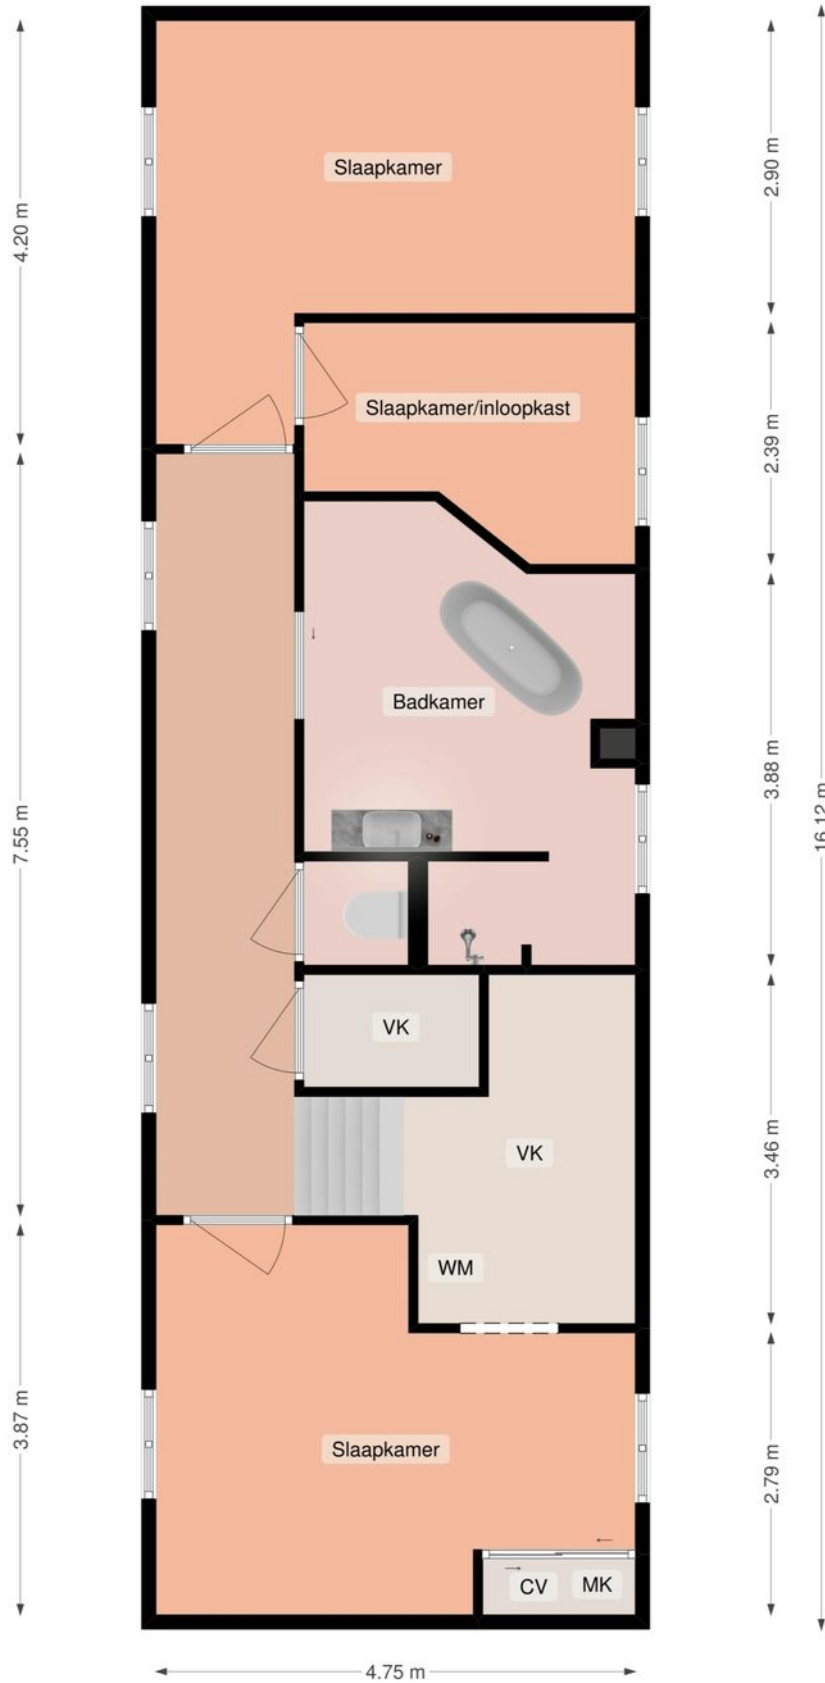 Slaapkamer
2.90 m
4.20 m
Slaapkamer/inloopkast
2.39 m
Badkamer
3.88 m
16.12 m
7.55 m
VK
VK
3.46 m
WM
3.87 m
Slaapkamer
2.79 m
CV
MK
4.75 m